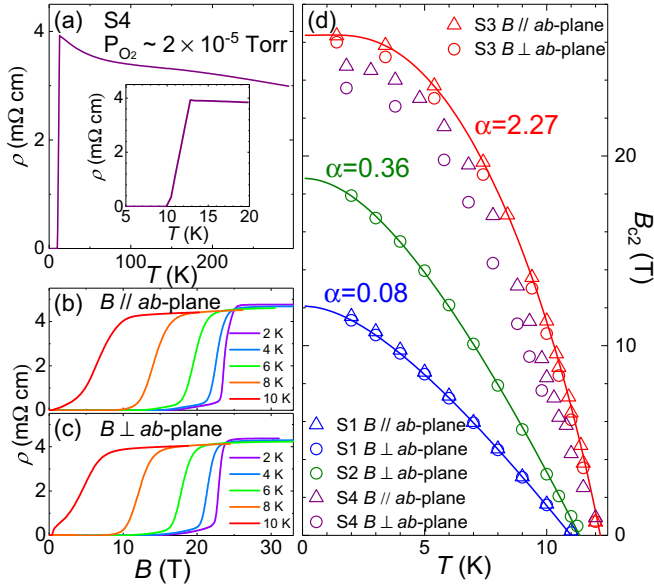 (a)
S4
P_O₂ ~ 2 × 10⁻⁵ Torr
ρ (mΩ cm)
4
3
2
1
0
0
100
200
T (K)
ρ (mΩ cm)
4
2
0
5
10
15
20
T (K)
(b)
B // ab-plane
4
2
0
2 K
4 K
6 K
8 K
10 K
(c)
B ⊥ ab-plane
ρ (mΩ cm)
4
2
0
2 K
4 K
6 K
8 K
10 K
0
10
20
30
B (T)
(d)
S3 B // ab-plane
S3 B ⊥ ab-plane
α=2.27
α=0.36
α=0.08
S1 B // ab-plane
S1 B ⊥ ab-plane
S2 B ⊥ ab-plane
S4 B // ab-plane
S4 B ⊥ ab-plane
0
5
10
T (K)
20
10
0
B_c2 (T)